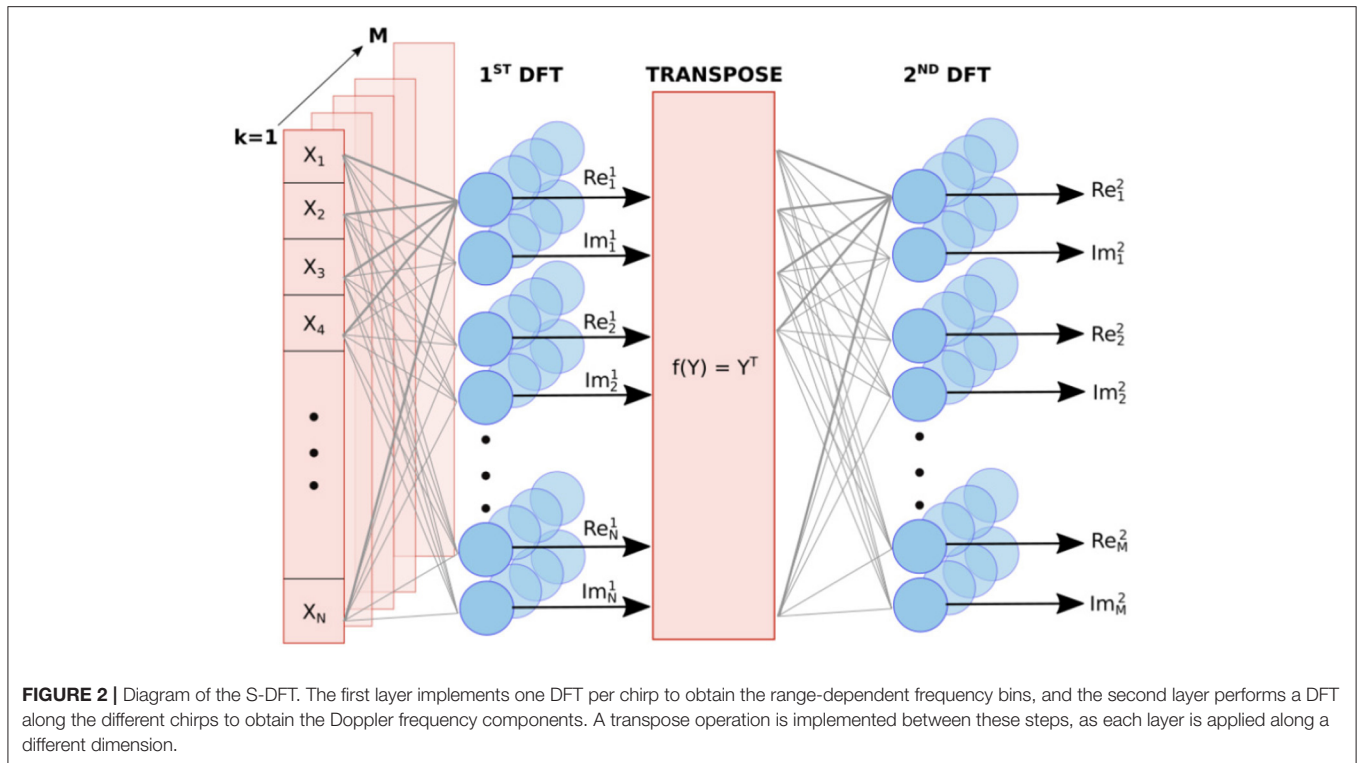 M
k=1
1ST DFT
TRANSPOSE
2ND DFT
X1
X2
X3
X4
XN
Re11
Im11
Re12
Im12
Re1N
Im1N
f(Y) = YT
Re21
Im21
Re22
Im22
Re2M
Im2M
FIGURE 2 | Diagram of the S-DFT. The first layer implements one DFT per chirp to obtain the range-dependent frequency bins, and the second layer performs a DFT
along the different chirps to obtain the Doppler frequency components. A transpose operation is implemented between these steps, as each layer is applied along a
different dimension.